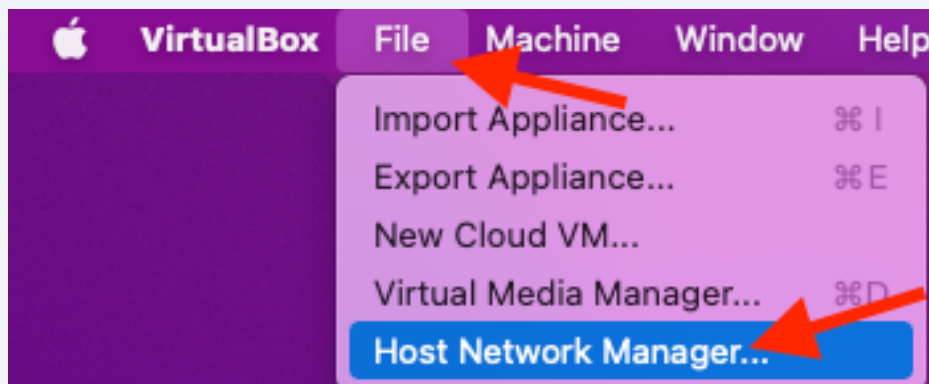 VirtualBox File Machine Window Help
Import Appliance... ⌘ I
Export Appliance... ⌘ E
New Cloud VM...
Virtual Media Manager... ⌘ D
Host Network Manager...